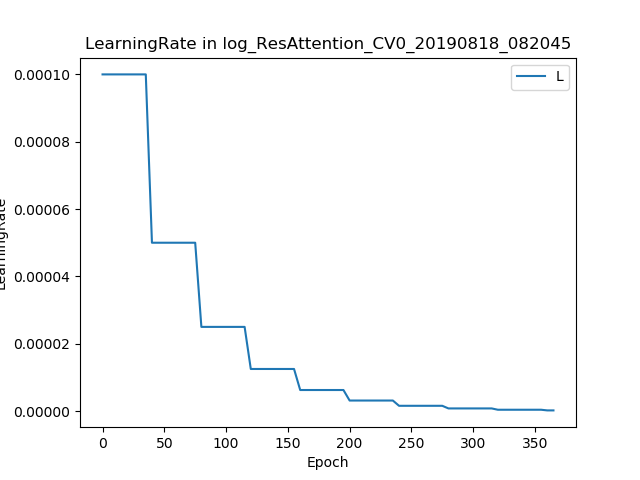 LearningRate in log_ResAttention_CV0_20190818_082045
L
0.00010
0.00008
0.00006
0.00004
0.00002
0.00000
LearningRate
0 50 100 150 200 250 300 350
Epoch